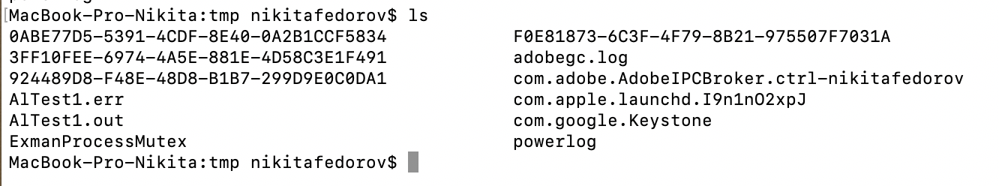 [MacBook-Pro-Nikita:tmp nikitafedorov$ ls
0ABE77D5-5391-4CDF-8E40-0A2B1CCF5834 F0E81873-6C3F-4F79-8B21-975507F7031A
3FF10FEE-6974-4A5E-881E-4D58C3E1F491 adobegc.log
924489D8-F48E-48D8-B1B7-299D9E0C0DA1 com.adobe.AdobeIPCBroker.ctrl-nikitafedorov
AlTest1.err com.apple.launchd.I9n1nO2xpJ
AlTest1.out com.google.Keystone
ExmanProcessMutex powerlog
MacBook-Pro-Nikita:tmp nikitafedorov$